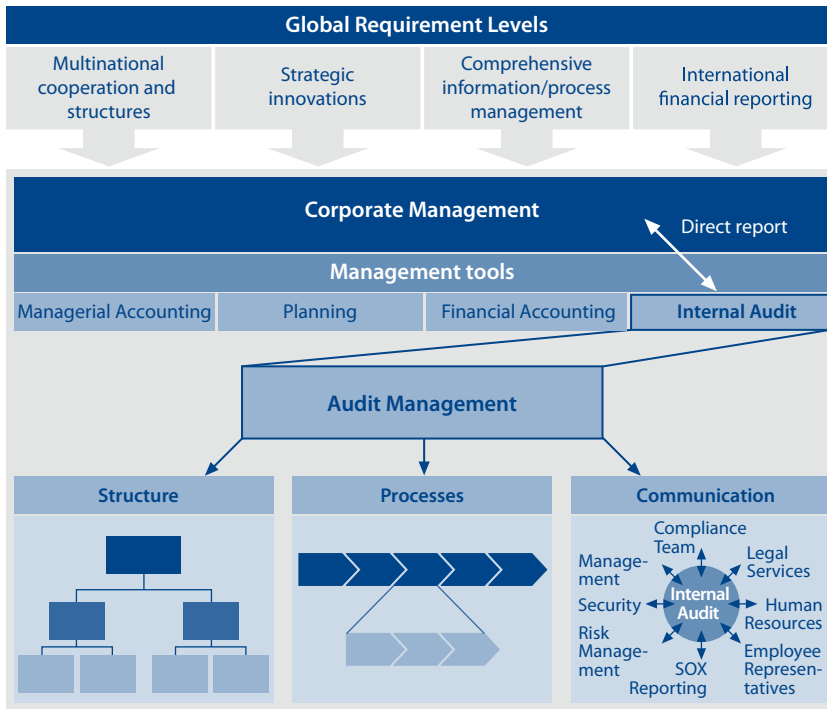 Global Requirement Levels
Multinational
cooperation and
structures
Strategic
innovations
Comprehensive
information/process
management
International
financial reporting
Corporate Management
Direct report
Management tools
Managerial Accounting
Planning
Financial Accounting
Internal Audit
Audit Management
Structure
Processes
Communication
Compliance
Team
Legal
Services
Manage-
ment
Internal
Audit
Security
Human
Resources
Risk
Manage-
ment
SOX
Reporting
Employee
Represen-
tatives